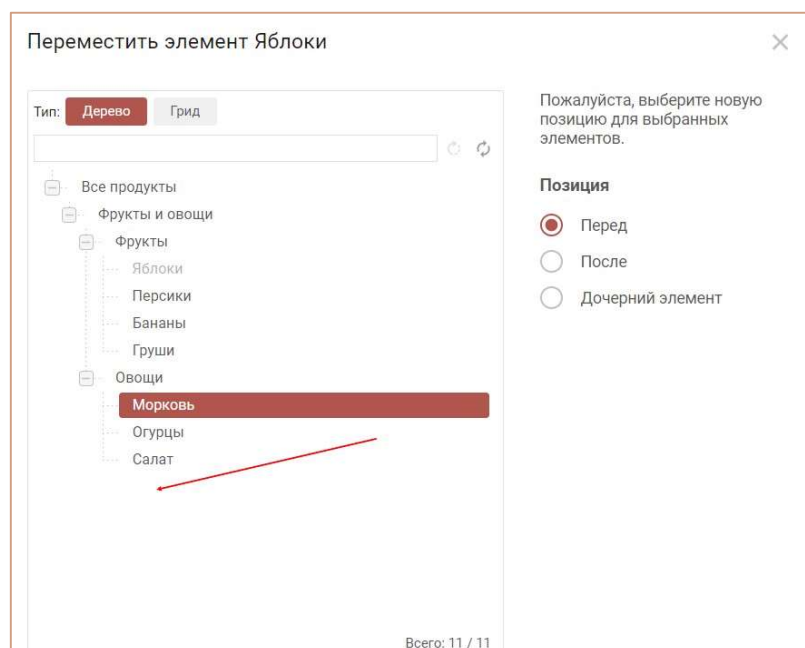 Переместить элемент Яблоки
Тип: Дерево Грид
Все продукты
Фрукты и овощи
Фрукты
Яблоки
Персики
Бананы
Груши
Овощи
Морковь
Огурцы
Салат
Всего: 11 / 11
Пожалуйста, выберите новую
позицию для выбранных
элементов.
Позиция
Перед
После
Дочерний элемент